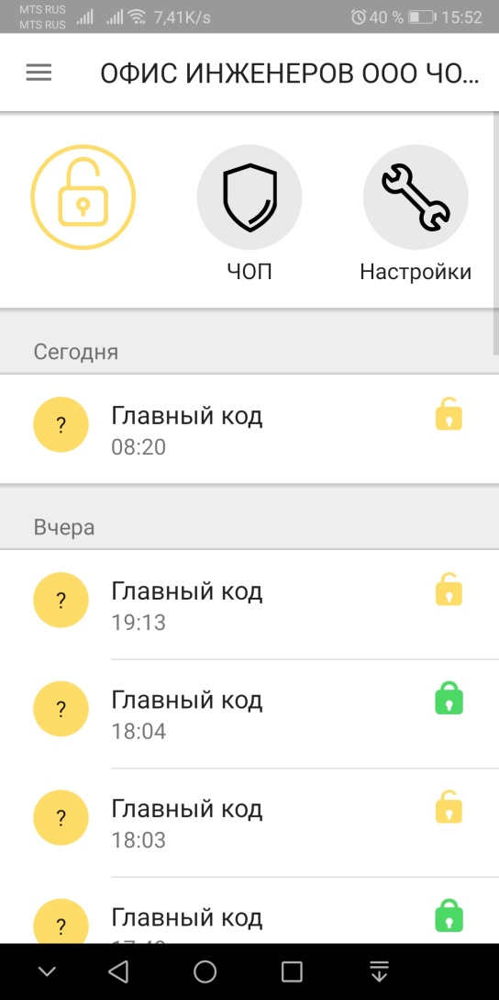 MTS RUS
MTS RUS
7,41K/s
40 %
15:52
ОФИС ИНЖЕНЕРОВ ООО ЧО...
ЧОП
Настройки
Сегодня
?
Главный код
08:20
Вчера
?
Главный код
19:13
?
Главный код
18:04
?
Главный код
18:03
?
Главный код